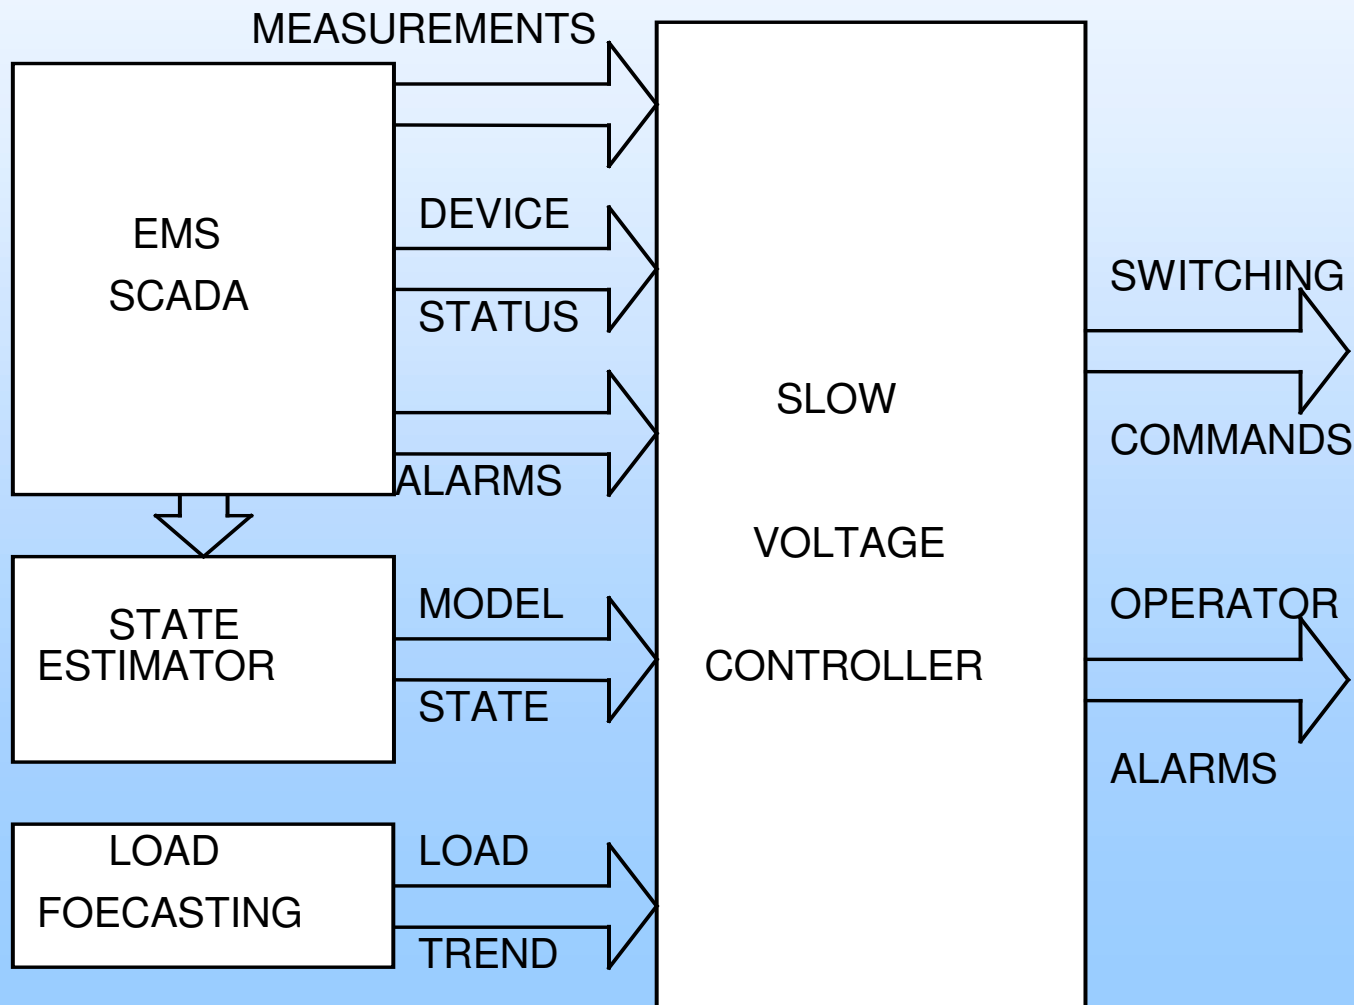 MEASUREMENTS
EMS
SCADA
DEVICE
STATUS
ALARMS
STATE
ESTIMATOR
MODEL
STATE
LOAD
FOECASTING
LOAD
TREND
SLOW
VOLTAGE
CONTROLLER
SWITCHING
COMMANDS
OPERATOR
ALARMS